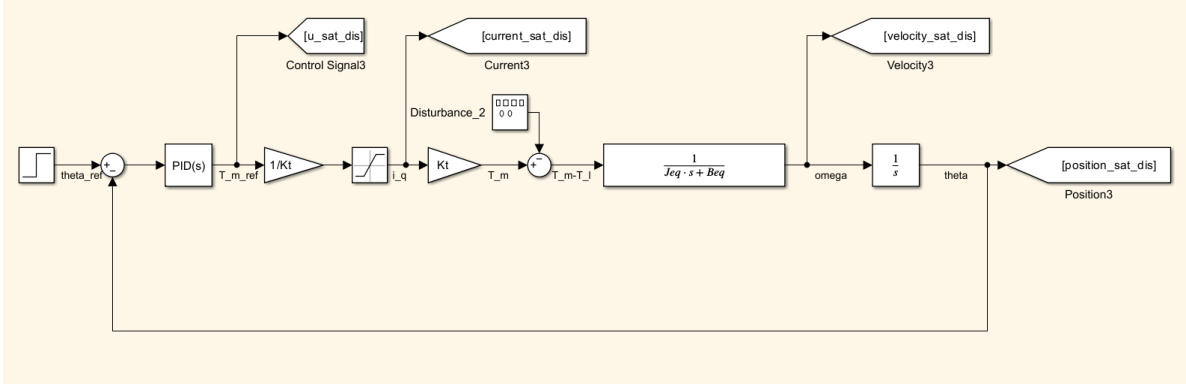 [u_sat_dis]
Control Signal3
[current_sat_dis]
Current3
[velocity_sat_dis]
Velocity3
Disturbance_2
theta_ref
+
−
PID(s)
T_m_ref
1/Kt
i_q
Kt
T_m
+
−
T_m-T_l
1
Jeq · s + Beq
omega
1
s
theta
[position_sat_dis]
Position3